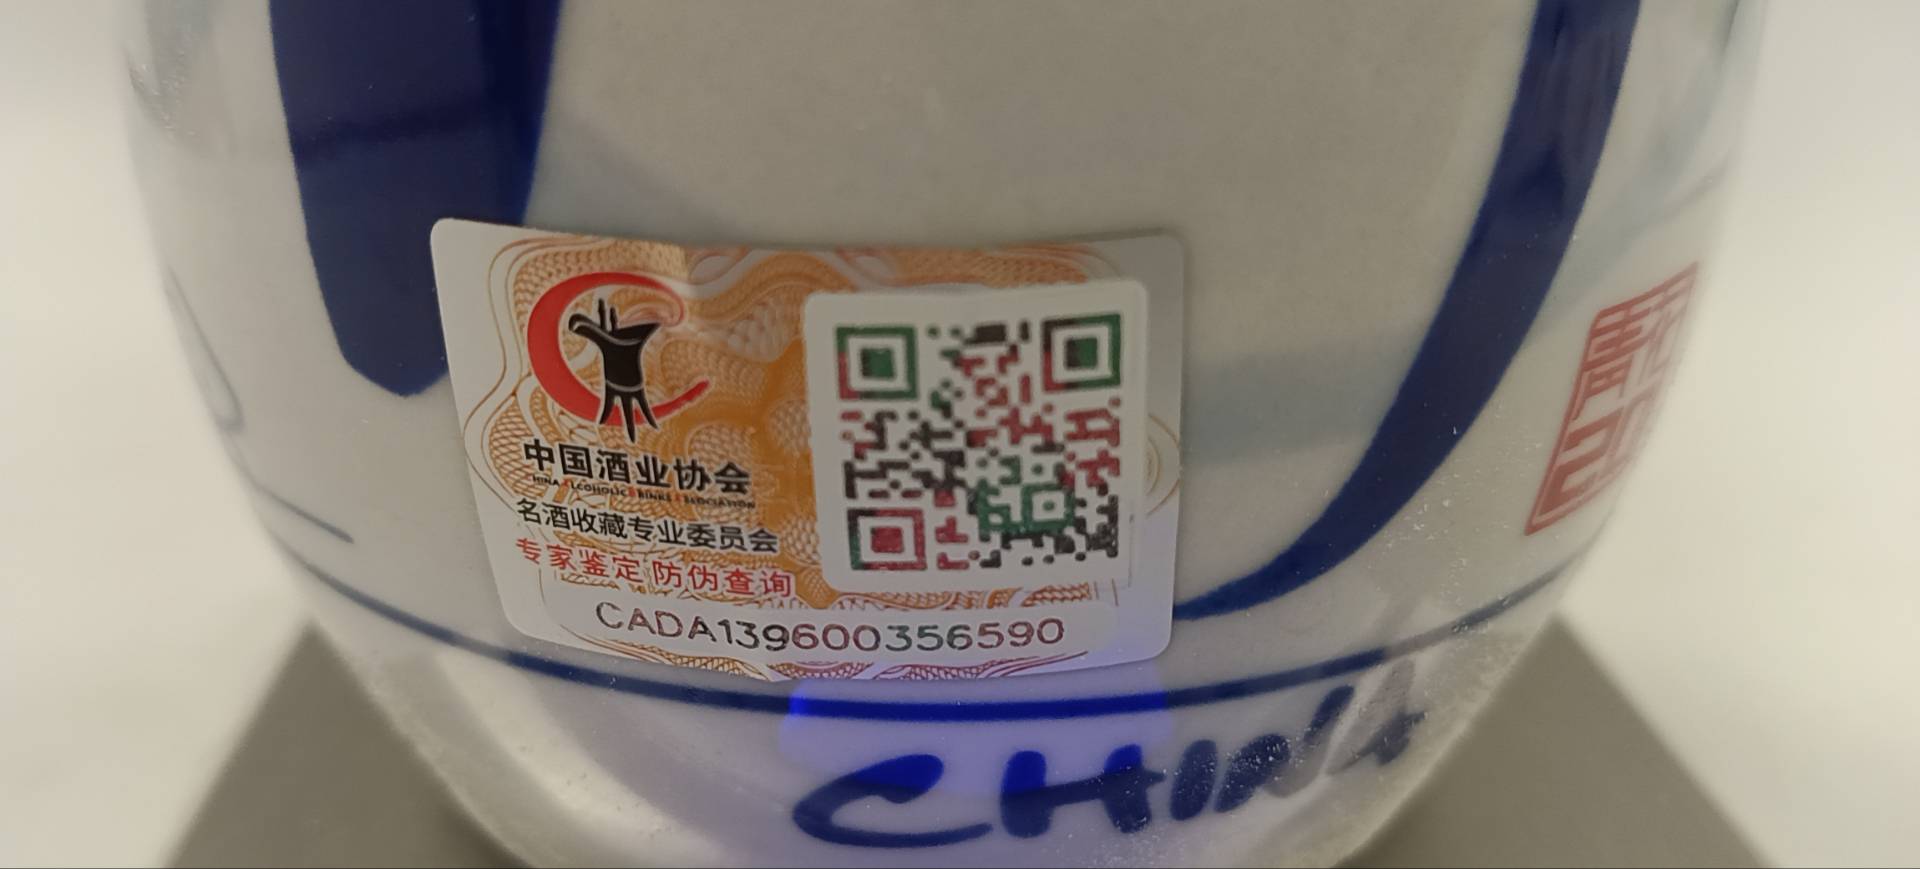 中国酒业协会
名酒收藏专业委员会
专家鉴定 防伪查询
CADA139600356590
CHINA